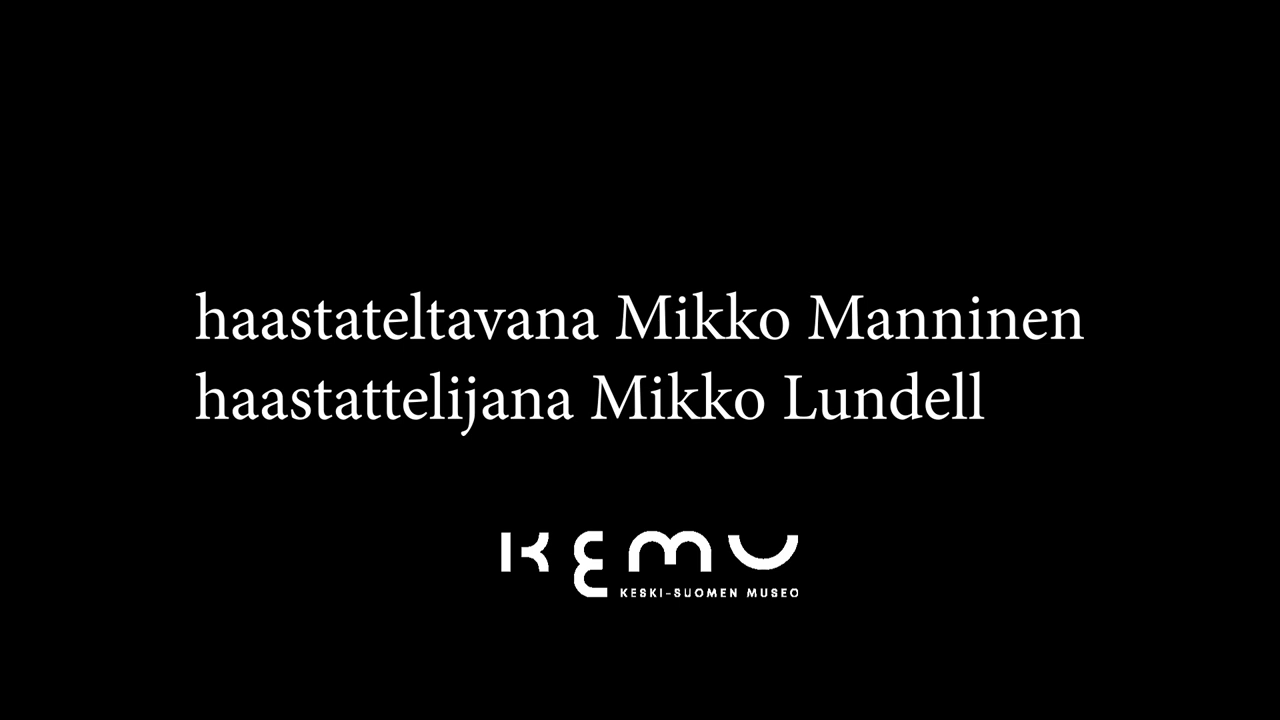 haastateltavana Mikko Manninen
haastattelijana Mikko Lundell
KEMU
KESKI-SUOMEN MUSEO